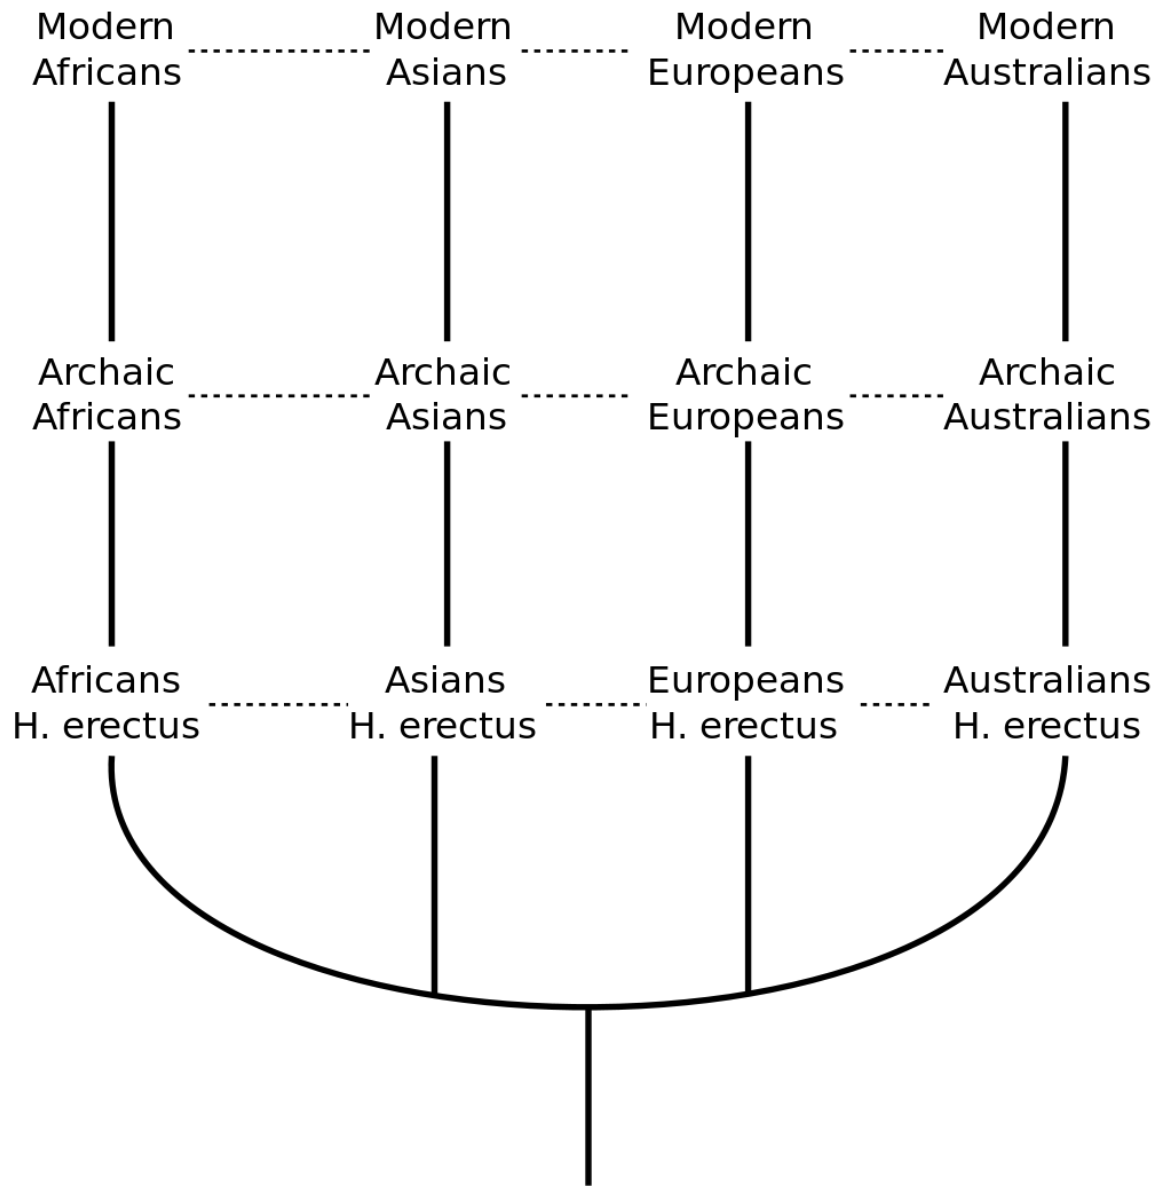 Modern
Africans
Modern
Asians
Modern
Europeans
Modern
Australians
Archaic
Africans
Archaic
Asians
Archaic
Europeans
Archaic
Australians
Africans
H. erectus
Asians
H. erectus
Europeans
H. erectus
Australians
H. erectus